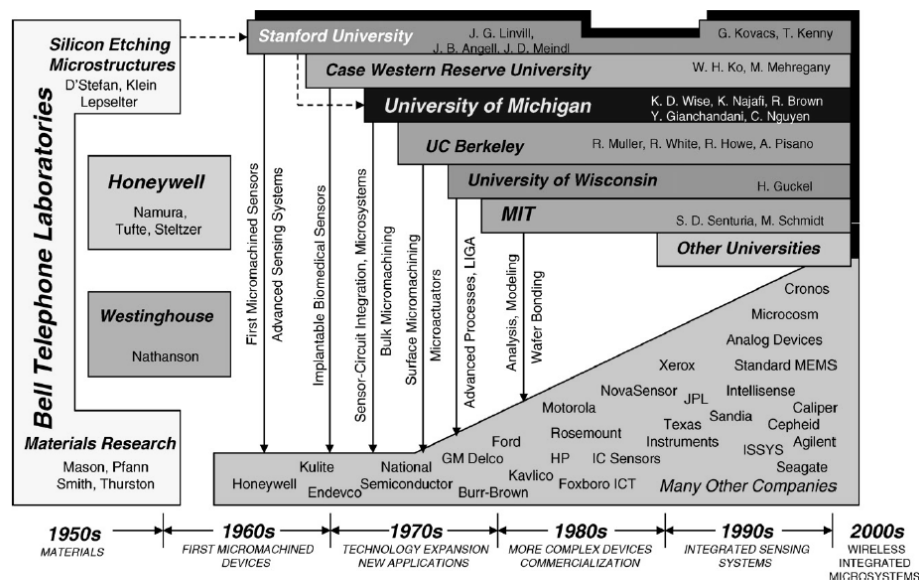 Bell Telephone Laboratories
Silicon Etching
Microstructures
D'Stefan, Klein
Lepselter
Honeywell
Namura,
Tufte, Steltzer
Westinghouse
Nathanson
Materials Research
Mason, Pfann
Smith, Thurston
Stanford University
J. G. Linvill,
J. B. Angell, J. D. Meindl
G. Kovacs, T. Kenny
Case Western Reserve University
W. H. Ko, M. Mehregany
University of Michigan
K. D. Wise, K. Najafi, R. Brown
Y. Gianchandani, C. Nguyen
UC Berkeley
R. Muller, R. White, R. Howe, A. Pisano
University of Wisconsin
H. Guckel
MIT
S. D. Senturia, M. Schmidt
Other Universities
First Micromachined Sensors
Advanced Sensing Systems
Implantable Biomedical Sensors
Sensor-Circuit Integration, Microsystems
Bulk Micromachining
Surface Micromachining
Microactuators
Advanced Processes, LIGA
Analysis, Modeling
Wafer Bonding
Cronos
Microcosm
Analog Devices
Xerox
Standard MEMS
NovaSensor
Intellisense
JPL
Motorola
Caliper
Sandia
Texas
Instruments
Cepheid
Rosemount
Agilent
Ford
ISSYS
GM Delco
HP
IC Sensors
Seagate
Kulite
National
Semiconductor
Kavlico
Honeywell
Endevco
Burr-Brown
Foxboro ICT
Many Other Companies
1950s
MATERIALS
1960s
FIRST MICROMACHINED
DEVICES
1970s
TECHNOLOGY EXPANSION
NEW APPLICATIONS
1980s
MORE COMPLEX DEVICES
COMMERCIALIZATION
1990s
INTEGRATED SENSING
SYSTEMS
2000s
WIRELESS
INTEGRATED
MICROSYSTEMS